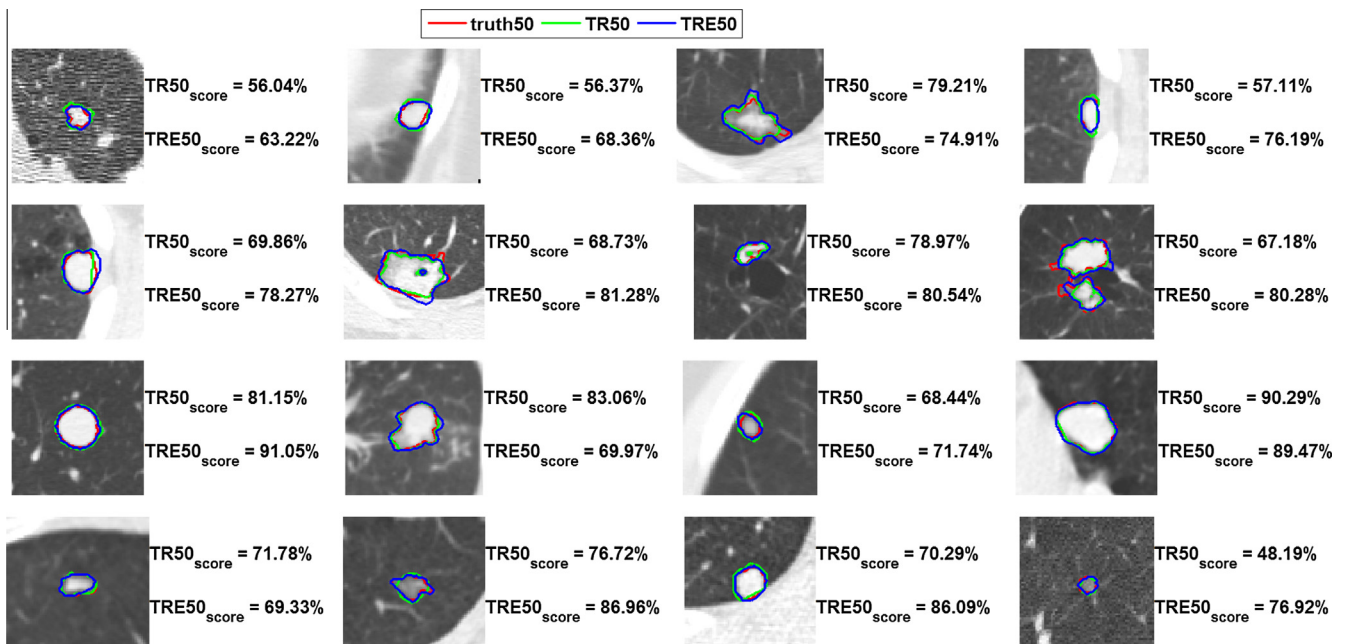 truth50 TR50 TRE50
TR50score = 56.04% TR50score = 56.37% TR50score = 79.21% TR50score = 57.11%
TRE50score = 63.22% TRE50score = 68.36% TRE50score = 74.91% TRE50score = 76.19%
TR50score = 69.86% TR50score = 68.73% TR50score = 78.97% TR50score = 67.18%
TRE50score = 78.27% TRE50score = 81.28% TRE50score = 80.54% TRE50score = 80.28%
TR50score = 81.15% TR50score = 83.06% TR50score = 68.44% TR50score = 90.29%
TRE50score = 91.05% TRE50score = 69.97% TRE50score = 71.74% TRE50score = 89.47%
TR50score = 71.78% TR50score = 76.72% TR50score = 70.29% TR50score = 48.19%
TRE50score = 69.33% TRE50score = 86.96% TRE50score = 86.09% TRE50score = 76.92%